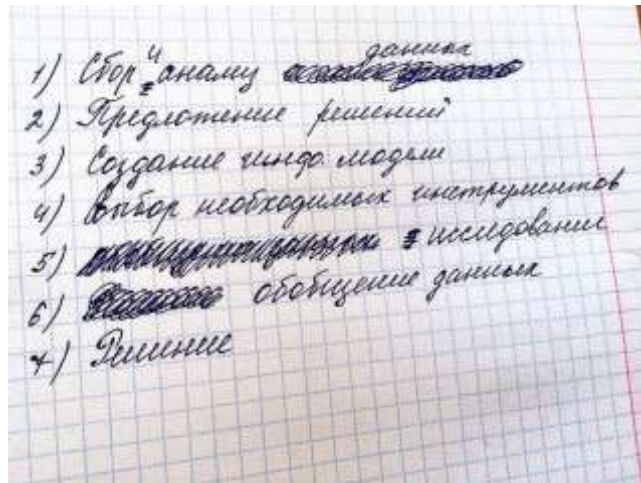 1) Сбор и анализ данных
2) Предложение решений
3) Создание инфо. модели
4) Выбор необходимых инструментов
5) исследование
6) обобщение данных
7) Решение